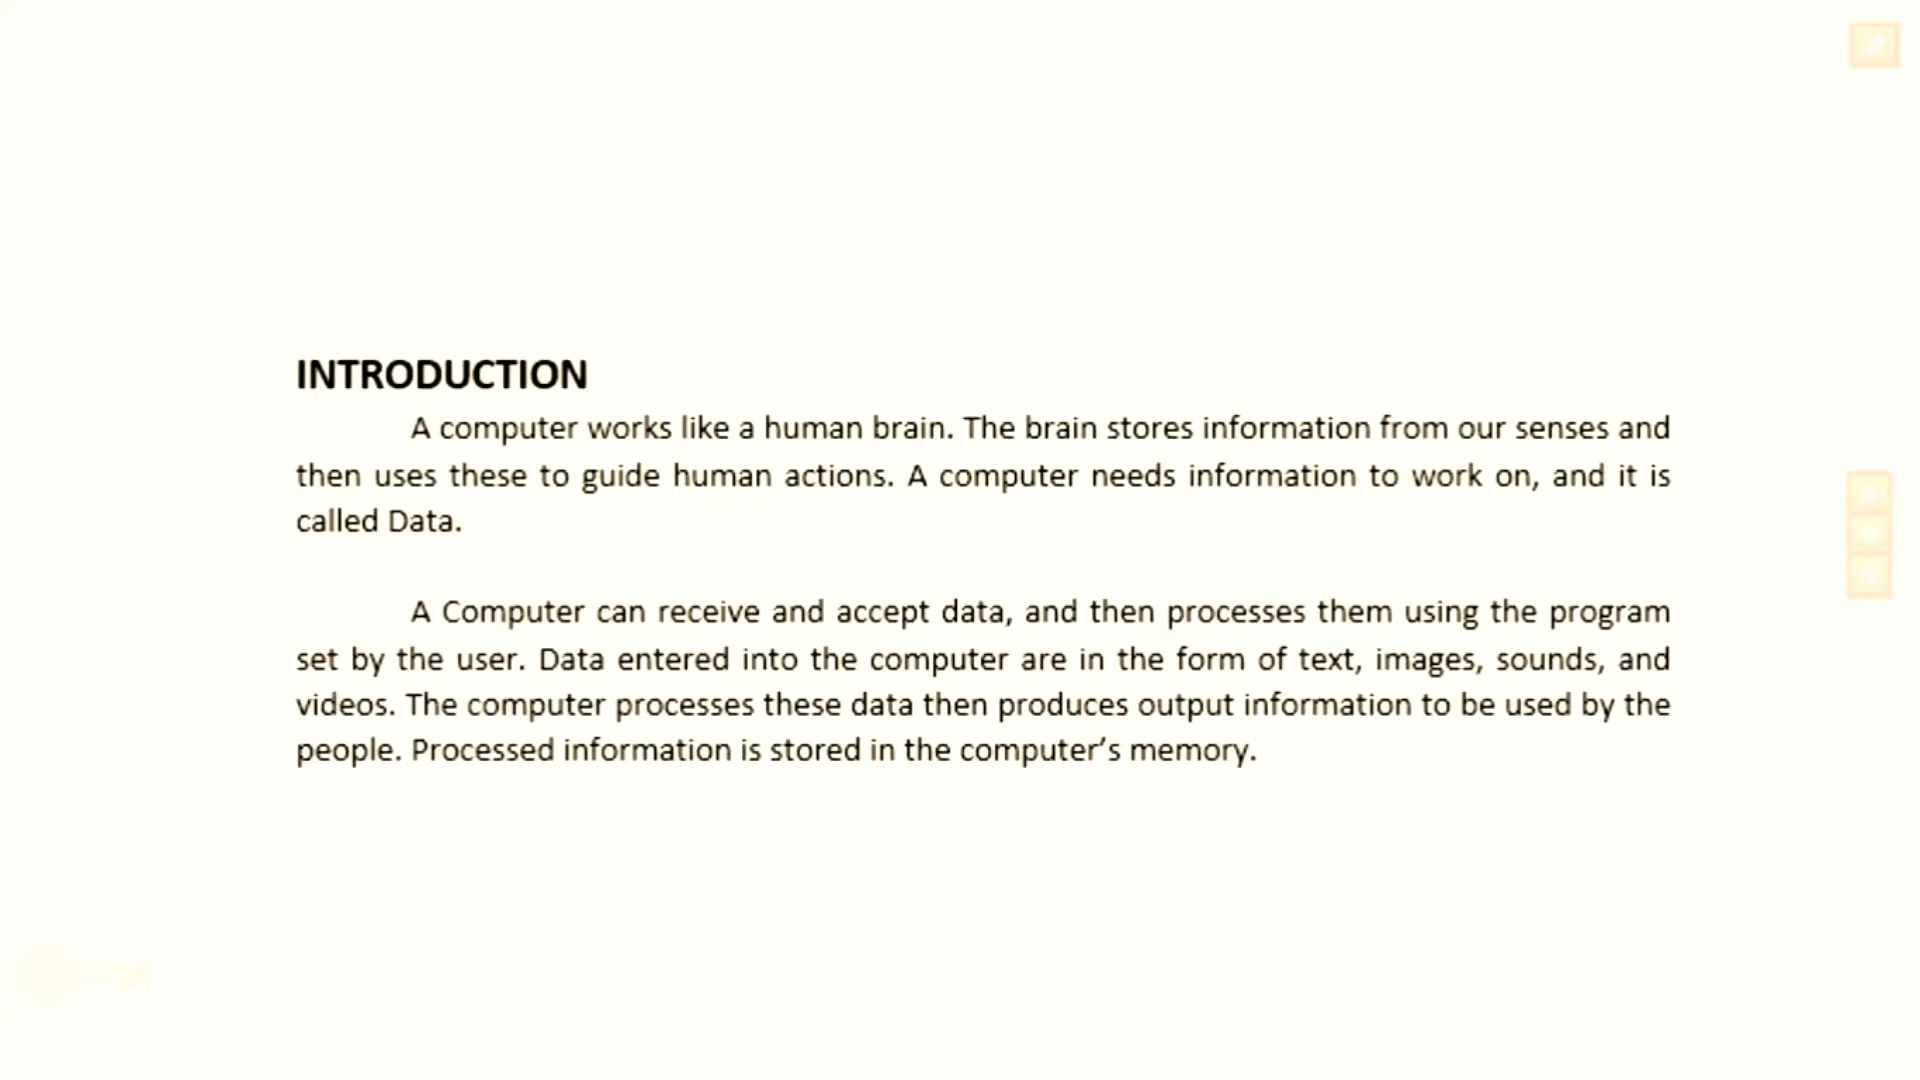 INTRODUCTION
A computer works like a human brain. The brain stores information from our senses and
then uses these to guide human actions. A computer needs information to work on, and it is
called Data.
A Computer can receive and accept data, and then processes them using the program
set by the user. Data entered into the computer are in the form of text, images, sounds, and
videos. The computer processes these data then produces output information to be used by the
people. Processed information is stored in the computer’s memory.